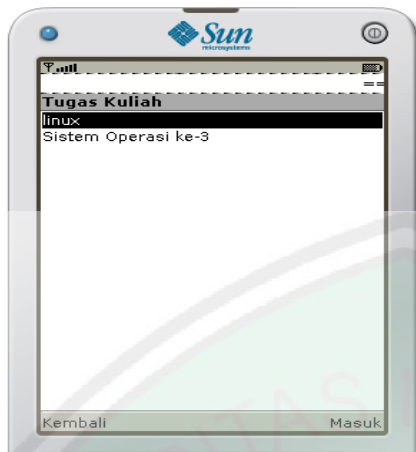 Sun
microsystems
==
Tugas Kuliah
linux
Sistem Operasi ke-3
Kembali
Masuk